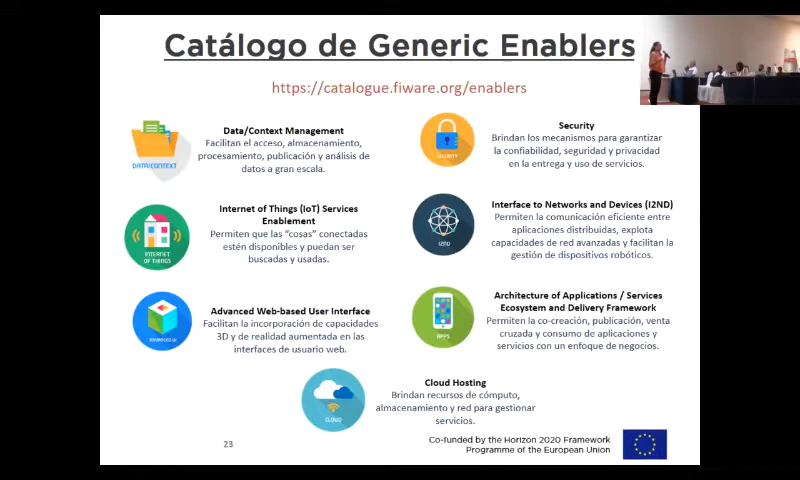 Catálogo de Generic Enablers
https://catalogue.fiware.org/enablers
DATA/CONTEXT
Data/Context Management
Facilitan el acceso, almacenamiento,
procesamiento, publicación y análisis de
datos a gran escala.
SECURITY
Security
Brindan los mecanismos para garantizar
la confiabilidad, seguridad y privacidad
en la entrega y uso de servicios.
INTERNET
OF THINGS
Internet of Things (IoT) Services
Enablement
Permiten que las “cosas” conectadas
estén disponibles y puedan ser
buscadas y usadas.
I2ND
Interface to Networks and Devices (I2ND)
Permiten la comunicación eficiente entre
aplicaciones distribuidas, explota
capacidades de red avanzadas y facilitan la
gestión de dispositivos robóticos.
ADVANCED UI
Advanced Web-based User Interface
Facilitan la incorporación de capacidades
3D y de realidad aumentada en las
interfaces de usuario web.
APPS
Architecture of Applications / Services
Ecosystem and Delivery Framework
Permiten la co-creación, publicación, venta
cruzada y consumo de aplicaciones y
servicios con un enfoque de negocios.
CLOUD
Cloud Hosting
Brindan recursos de cómputo,
almacenamiento y red para gestionar
servicios.
23
Co-funded by the Horizon 2020 Framework
Programme of the European Union